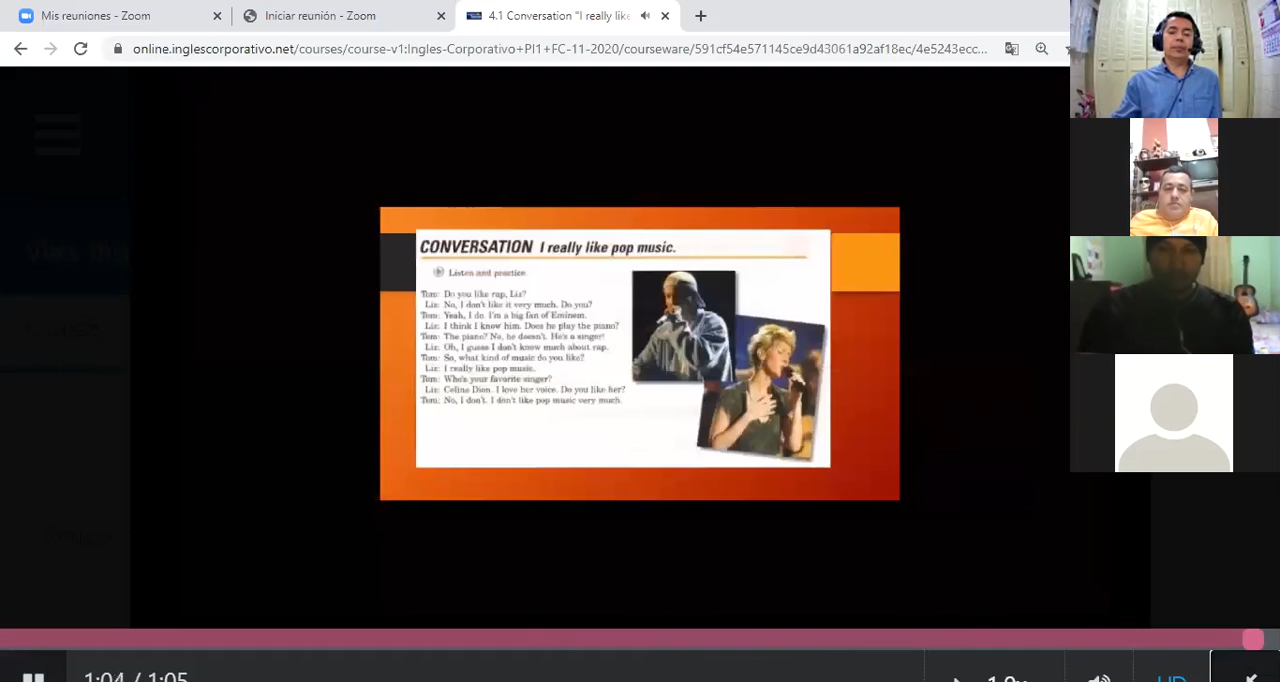 Mis reuniones - Zoom
Iniciar reunión - Zoom
4.1 Conversation "I really like
online.inglescorporativo.net/courses/course-v1:Ingles-Corporativo+PI1+FC-11-2020/courseware/591cf54e571145ce9d43061a92af18ec/4e5243ecc...
CONVERSATION I really like pop music.
Listen and practice
Tom: Do you like rap, Liz?
Liz: No, I don't like it very much. Do you?
Tom: Yeah, I do. I'm a big fan of Eminem.
Liz: I think I know him. Does he play the piano?
Tom: The piano? No, he doesn't. He's a singer!
Liz: Oh, I guess I don't know much about rap.
Tom: So, what kind of music do you like?
Liz: I really like pop music.
Tom: Who's your favorite singer?
Liz: Celine Dion. I love her voice. Do you like her?
Tom: No, I don't. I don't like pop music very much.
1:04 / 1:05
1.0x
HD